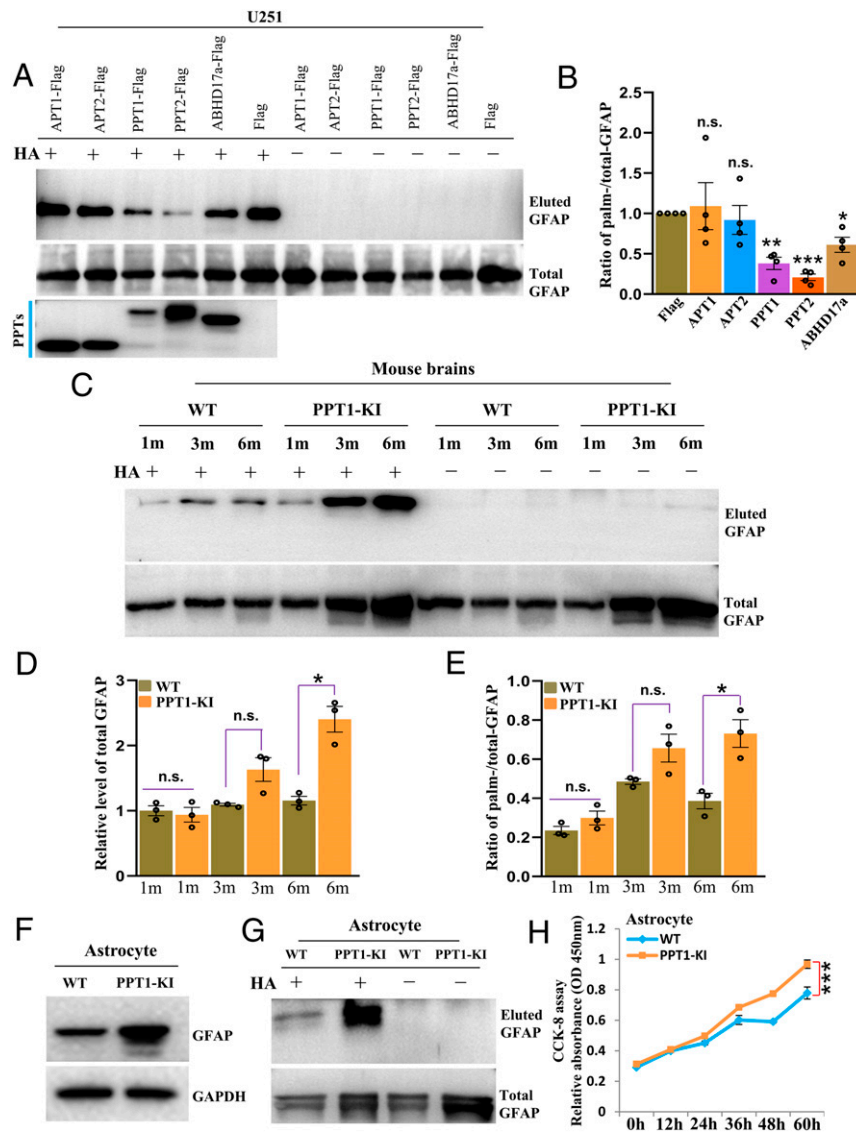 U251
A
APT1-Flag APT2-Flag PPT1-Flag PPT2-Flag ABHD17a-Flag Flag APT1-Flag APT2-Flag PPT1-Flag PPT2-Flag ABHD17a-Flag Flag
HA + + + + + + − − − − − −
Eluted
GFAP
Total
GFAP
PPTs
B
Ratio of palm-/total-GFAP
2.5
2.0
1.5
1.0
0.5
0.0
n.s.
n.s.
**
***
*
Flag APT1 APT2 PPT1 PPT2 ABHD17a
C
Mouse brains
WT PPT1-KI WT PPT1-KI
1m 3m 6m 1m 3m 6m 1m 3m 6m 1m 3m 6m
HA + + + + + + − − − − − −
Eluted
GFAP
Total
GFAP
D
Relative level of total GFAP
3
2
1
0
WT
PPT1-KI
n.s.
n.s.
*
1m 1m 3m 3m 6m 6m
E
Ratio of palm-/total-GFAP
1.0
0.8
0.6
0.4
0.2
0.0
WT
PPT1-KI
n.s.
n.s.
*
1m 1m 3m 3m 6m 6m
F
Astrocyte
WT PPT1-KI
GFAP
GAPDH
G
Astrocyte
WT PPT1-KI WT PPT1-KI
HA + + − −
Eluted
GFAP
Total
GFAP
H
CCK-8 assay
Relative absorbance (OD 450nm)
1.2
1
0.8
0.6
0.4
0.2
0
Astrocyte
WT
PPT1-KI
***
0h 12h 24h 36h 48h 60h